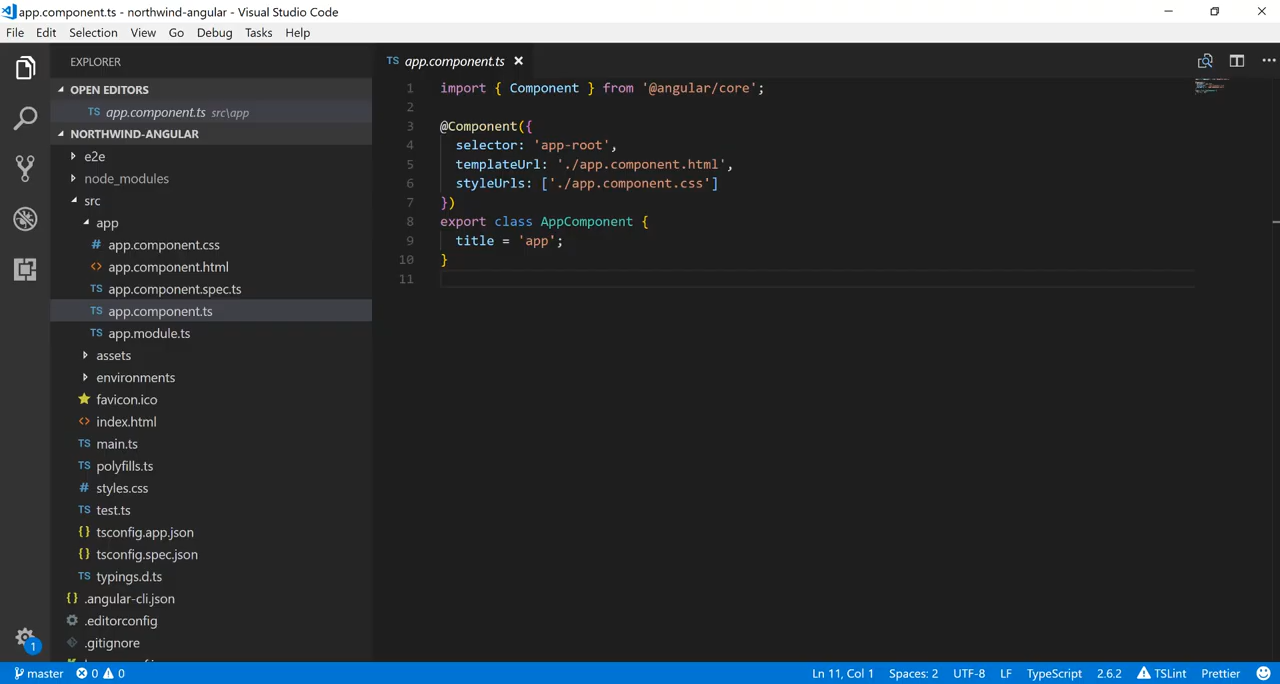 app.component.ts - northwind-angular - Visual Studio Code
File Edit Selection View Go Debug Tasks Help
EXPLORER
OPEN EDITORS
TS app.component.ts src\app
NORTHWIND-ANGULAR
e2e
node_modules
src
app
# app.component.css
<> app.component.html
TS app.component.spec.ts
TS app.component.ts
TS app.module.ts
assets
environments
favicon.ico
<> index.html
TS main.ts
TS polyfills.ts
# styles.css
TS test.ts
{} tsconfig.app.json
{} tsconfig.spec.json
TS typings.d.ts
{} .angular-cli.json
.editorconfig
.gitignore
1
TS app.component.ts
1 import { Component } from '@angular/core';
2
3 @Component({
4 selector: 'app-root',
5 templateUrl: './app.component.html',
6 styleUrls: ['./app.component.css']
7 })
8 export class AppComponent {
9 title = 'app';
10 }
11
master 0 0 Ln 11, Col 1 Spaces: 2 UTF-8 LF TypeScript 2.6.2 TSLint Prettier